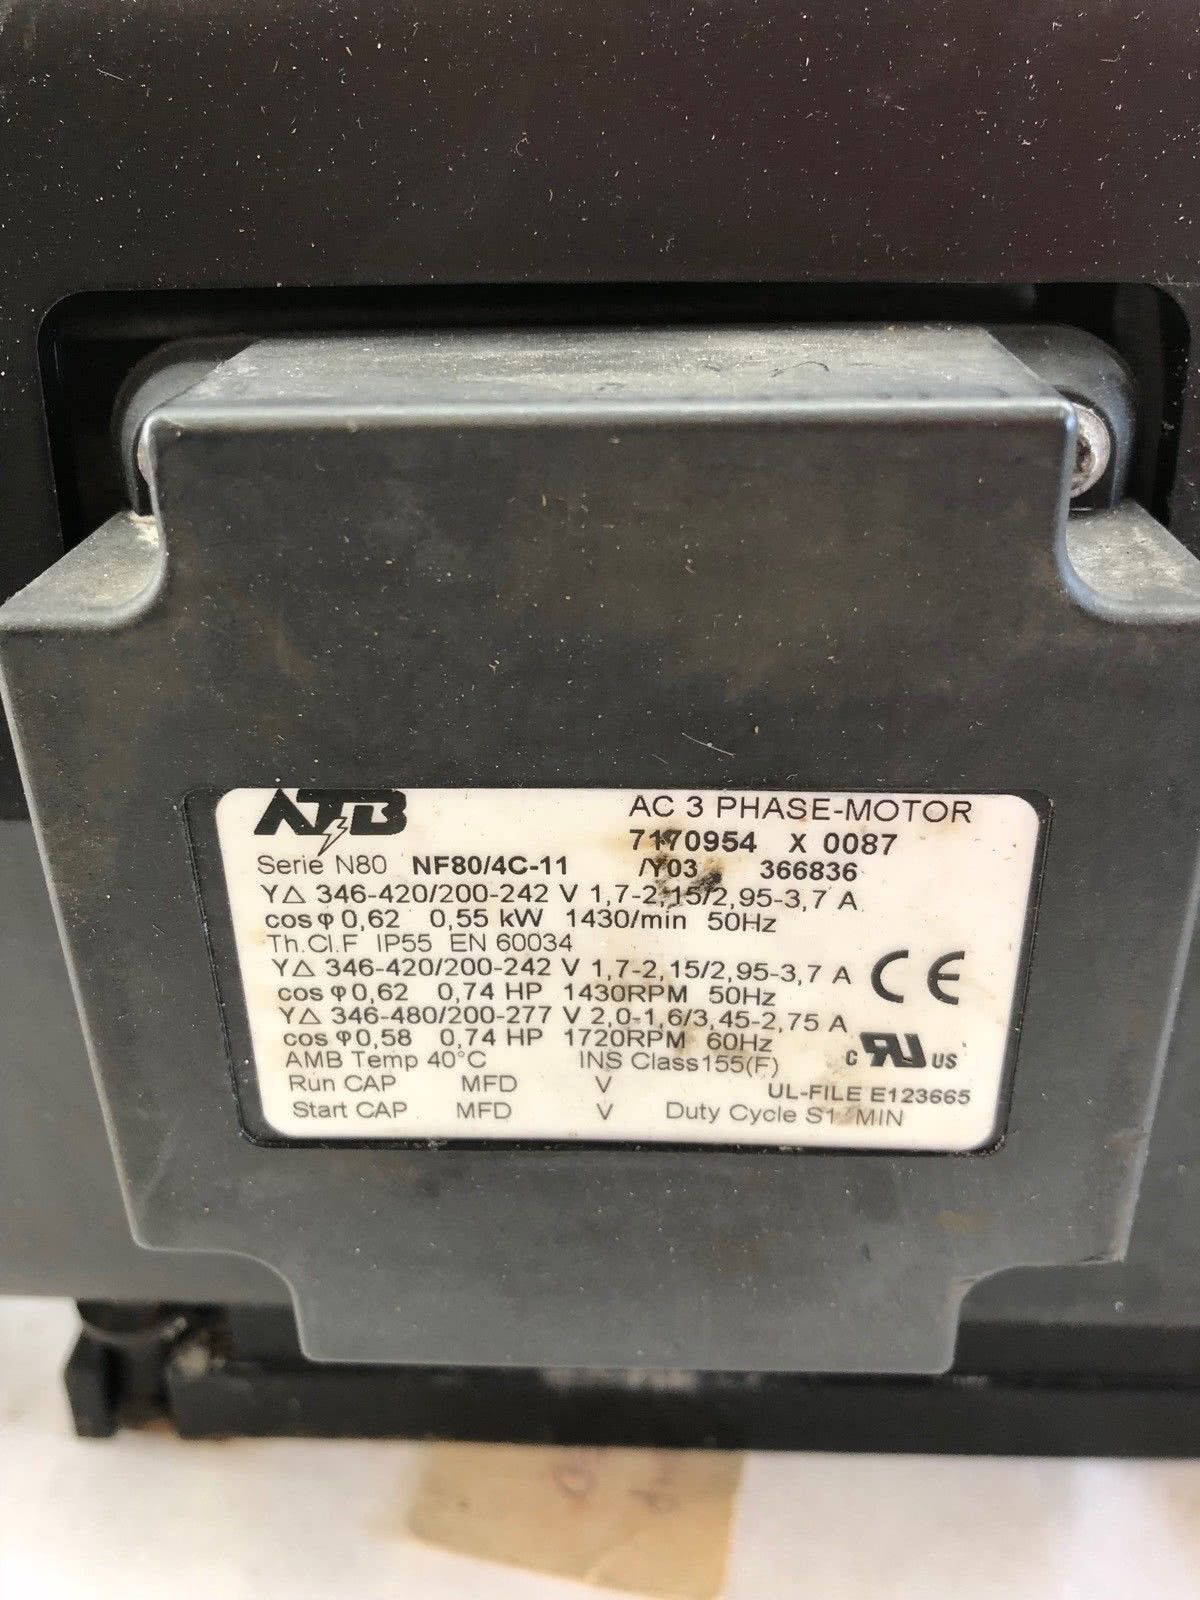 ATB
AC 3 PHASE-MOTOR
7170954 X 0087
Serie N80 NF80/4C-11 /Y03 366836
Y△ 346-420/200-242 V 1,7-2,15/2,95-3,7 A
cos φ 0,62 0,55 kW 1430/min 50Hz
Th.Cl.F IP55 EN 60034
Y△ 346-420/200-242 V 1,7-2,15/2,95-3,7 A
cos φ 0,62 0,74 HP 1430RPM 50Hz
CE
Y△ 346-480/200-277 V 2,0-1,6/3,45-2,75 A
cos φ 0,58 0,74 HP 1720RPM 60Hz
c RU US
AMB Temp 40°C INS Class155(F)
Run CAP MFD V UL-FILE E123665
Start CAP MFD V Duty Cycle S1 MIN